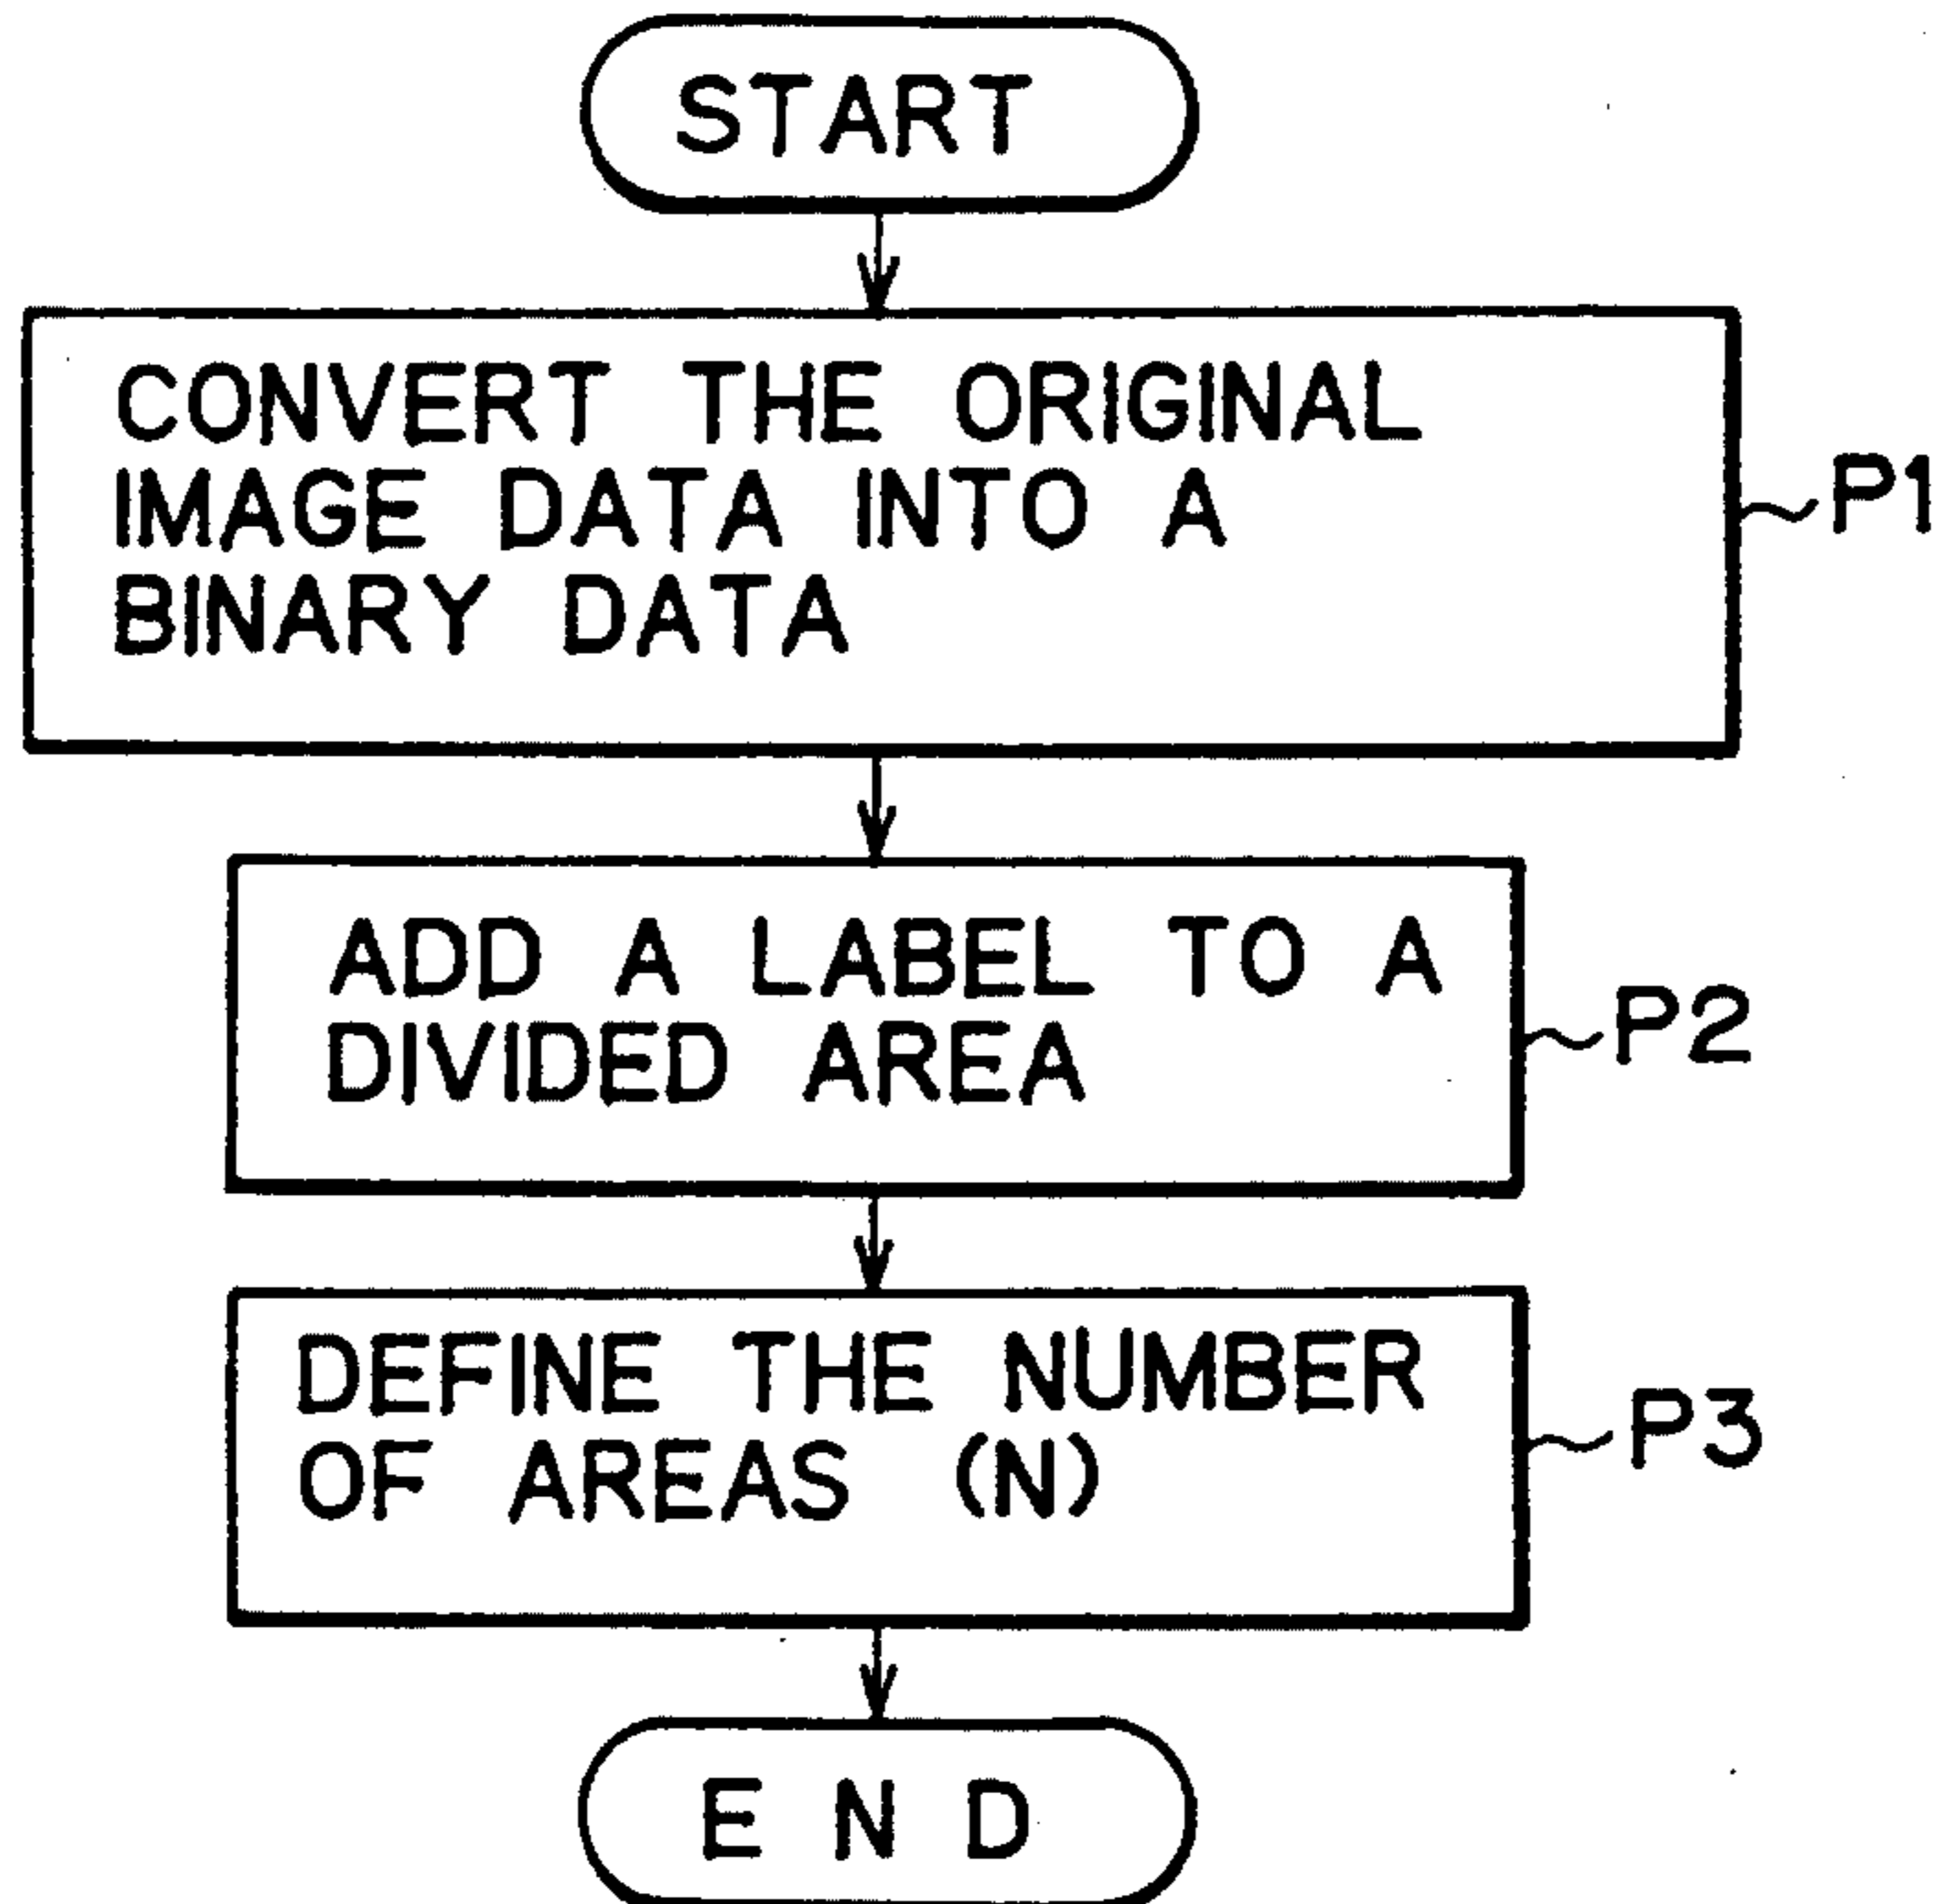 START
CONVERT THE ORIGINAL
IMAGE DATA INTO A
BINARY DATA
P1
ADD A LABEL TO A
DIVIDED AREA
P2
DEFINE THE NUMBER
OF AREAS (N)
P3
END